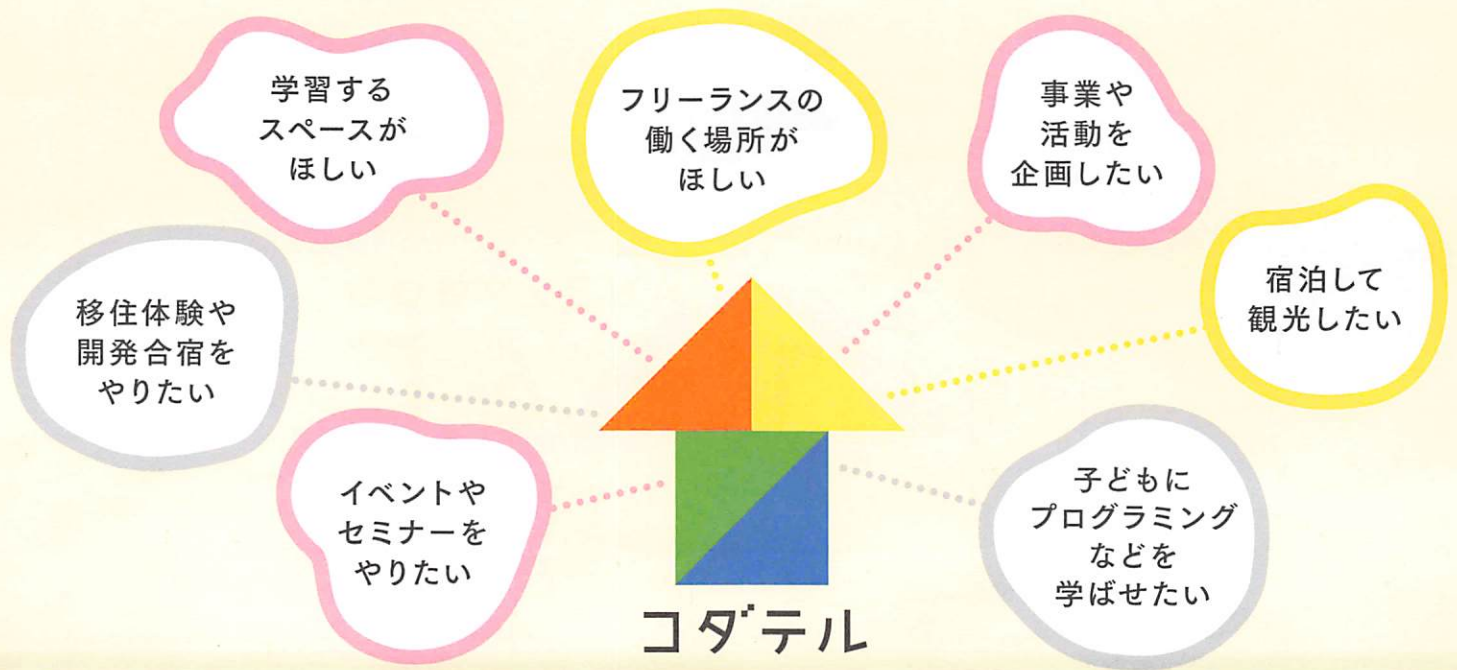 学習する
スペースが
ほしい
フリーランスの
働く場所が
ほしい
事業や
活動を
企画したい
移住体験や
開発合宿を
やりたい
宿泊して
観光したい
イベントや
セミナーを
やりたい
子どもに
プログラミング
などを
学ばせたい
コダテル